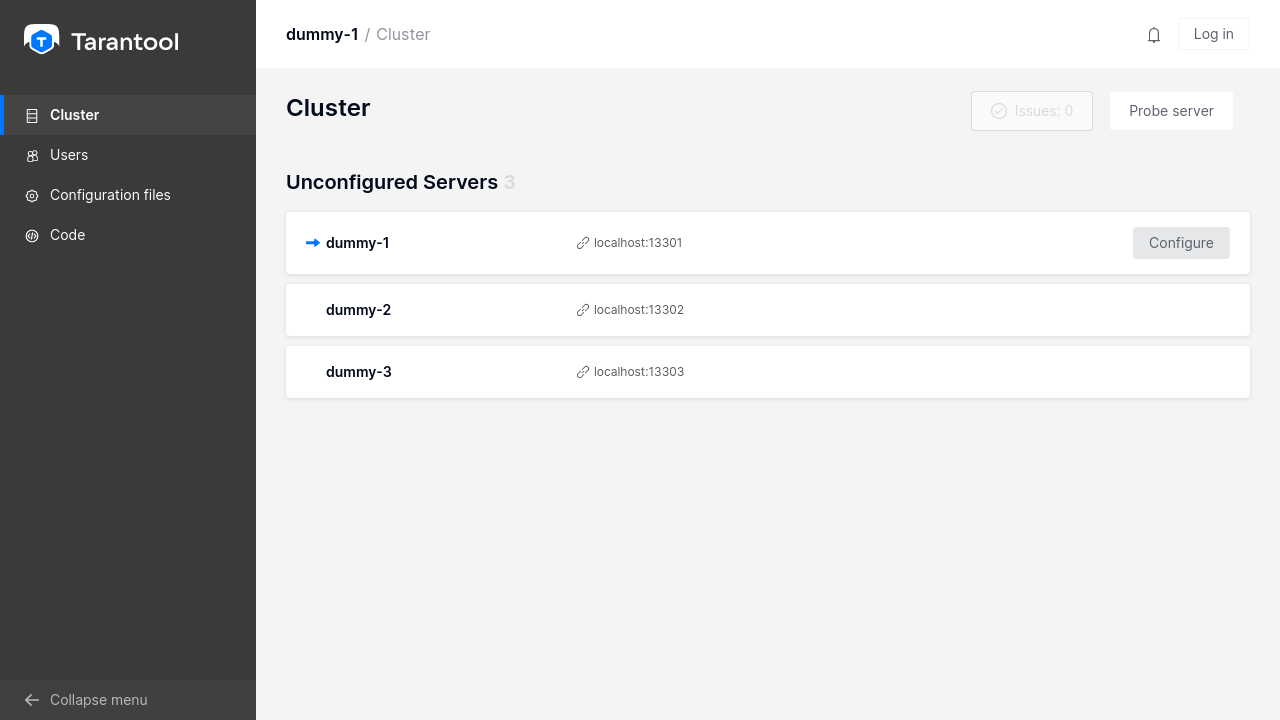 Tarantool
dummy-1 / Cluster
Log in
Cluster
Users
Configuration files
Code
Collapse menu
Cluster
Issues: 0
Probe server
Unconfigured Servers 3
dummy-1 localhost:13301 Configure
dummy-2 localhost:13302
dummy-3 localhost:13303